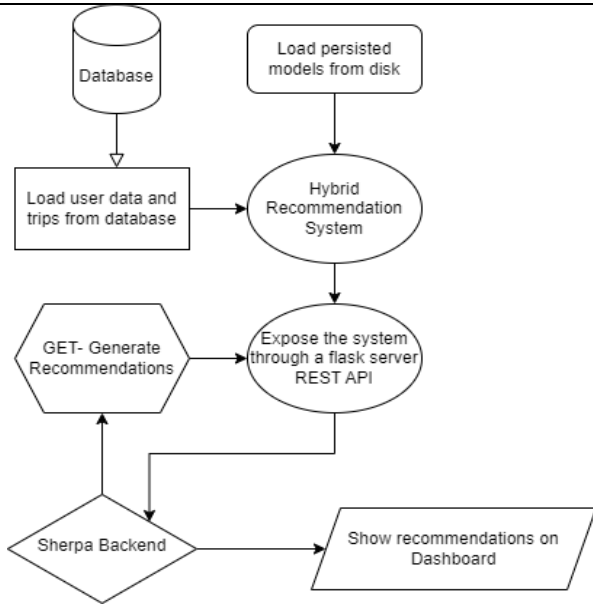 Database
Load persisted
models from disk
Load user data and
trips from database
Hybrid
Recommendation
System
GET- Generate
Recommendations
Expose the system
through a flask server
REST API
Sherpa Backend
Show recommendations on
Dashboard